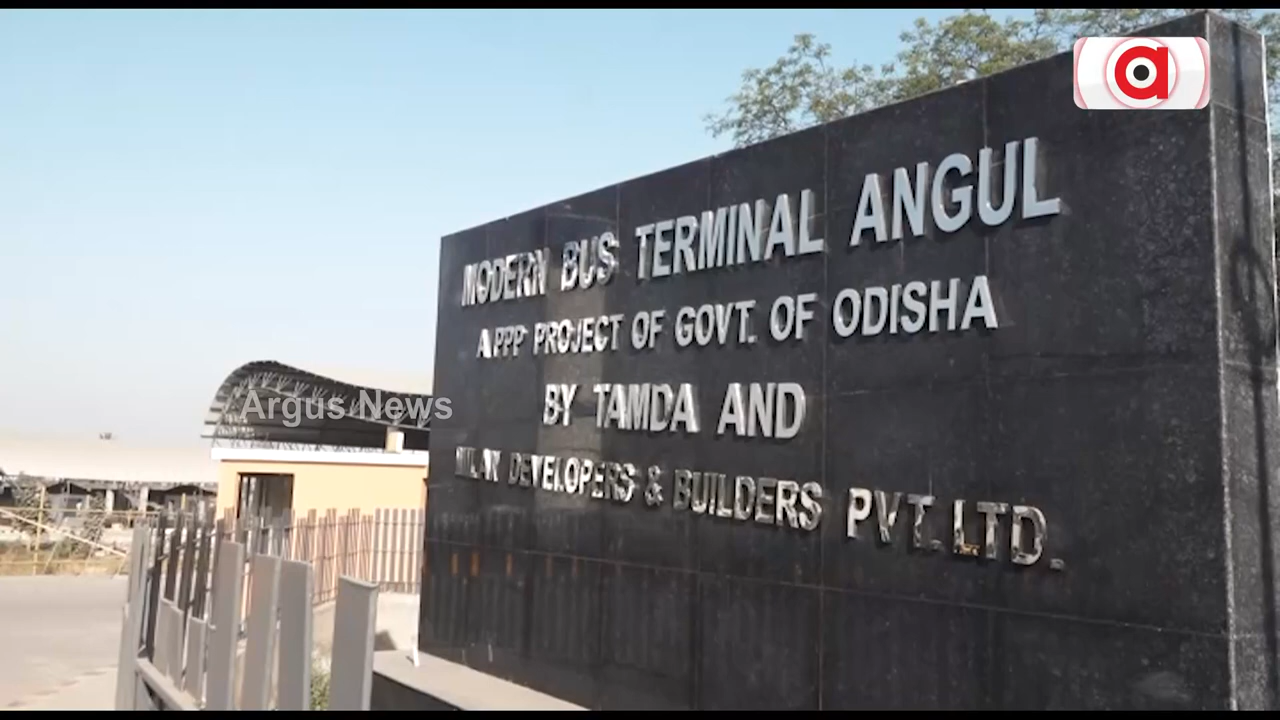 MODERN BUS TERMINAL ANGUL
A PPP PROJECT OF GOVT. OF ODISHA
BY TAMDA AND
DEVELOPERS & BUILDERS PVT. LTD.
Argus News
a